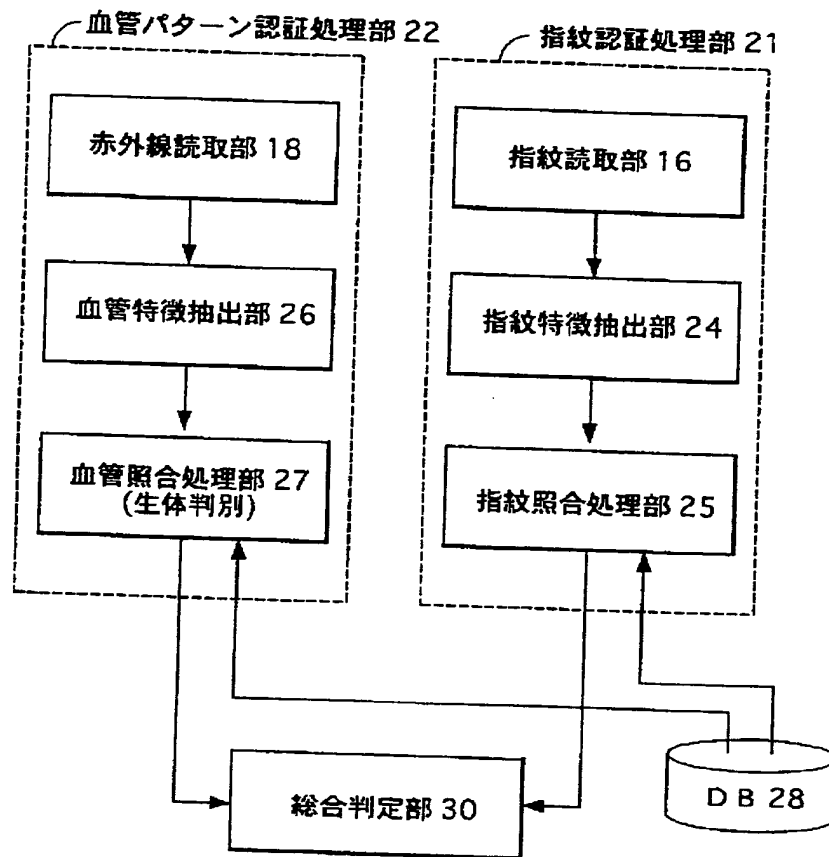 血管パターン認証処理部 22
指紋認証処理部 21
赤外線読取部 18
指紋読取部 16
血管特徴抽出部 26
指紋特徴抽出部 24
血管照合処理部 27
(生体判別)
指紋照合処理部 25
総合判定部 30
DB 28